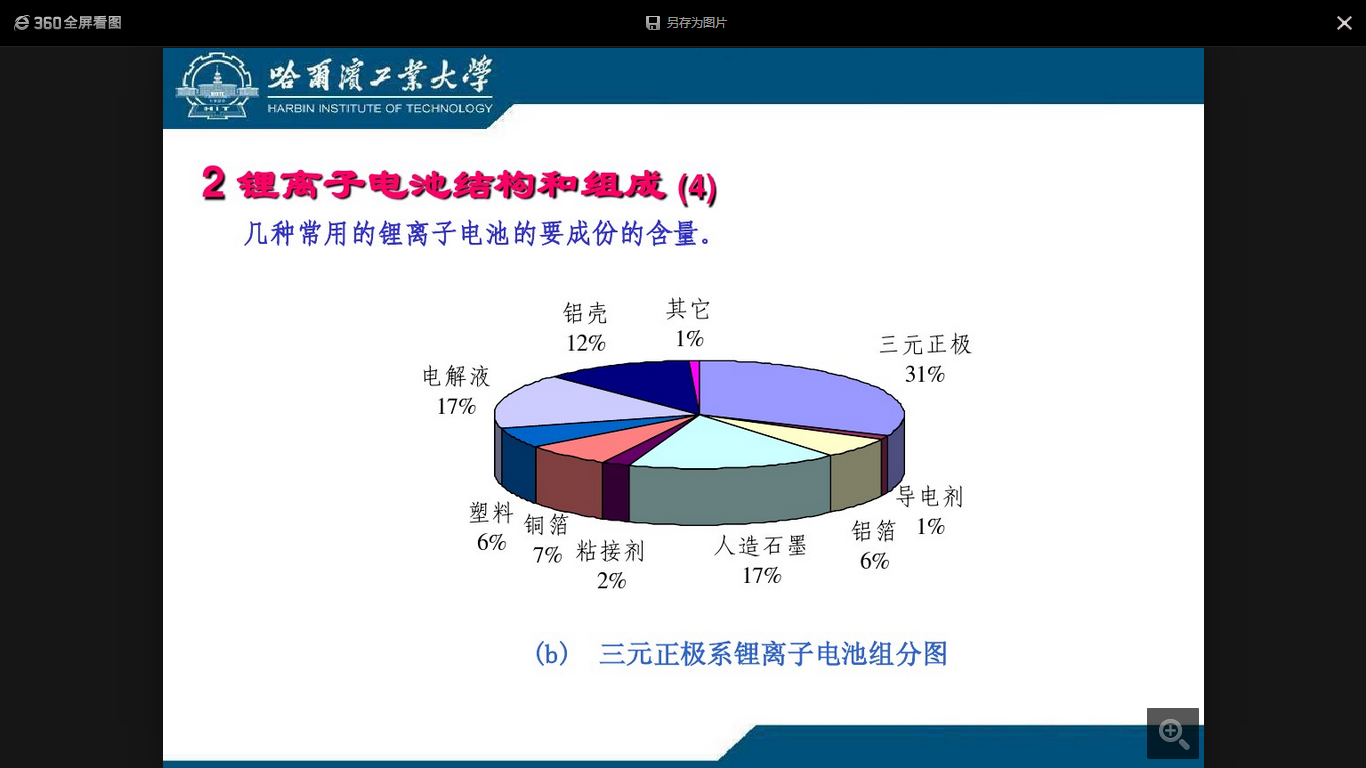 360全屏看图
另存为图片
哈爾濱工業大學
HARBIN INSTITUTE OF TECHNOLOGY
HIT
2 锂离子电池结构和组成 (4)
几种常用的锂离子电池的要成份的含量。
铝壳
12%
其它
1%
三元正极
31%
电解液
17%
导电剂
1%
塑料
6%
铜箔
7%
粘接剂
2%
人造石墨
17%
铝箔
6%
(b) 三元正极系锂离子电池组分图